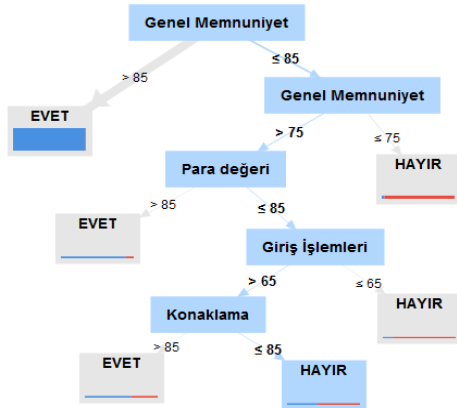 Genel Memnuniyet
> 85
≤ 85
EVET
Genel Memnuniyet
> 75
≤ 75
Para değeri
HAYIR
> 85
≤ 85
EVET
Giriş İşlemleri
> 65
≤ 65
Konaklama
HAYIR
> 85
≤ 85
EVET
HAYIR